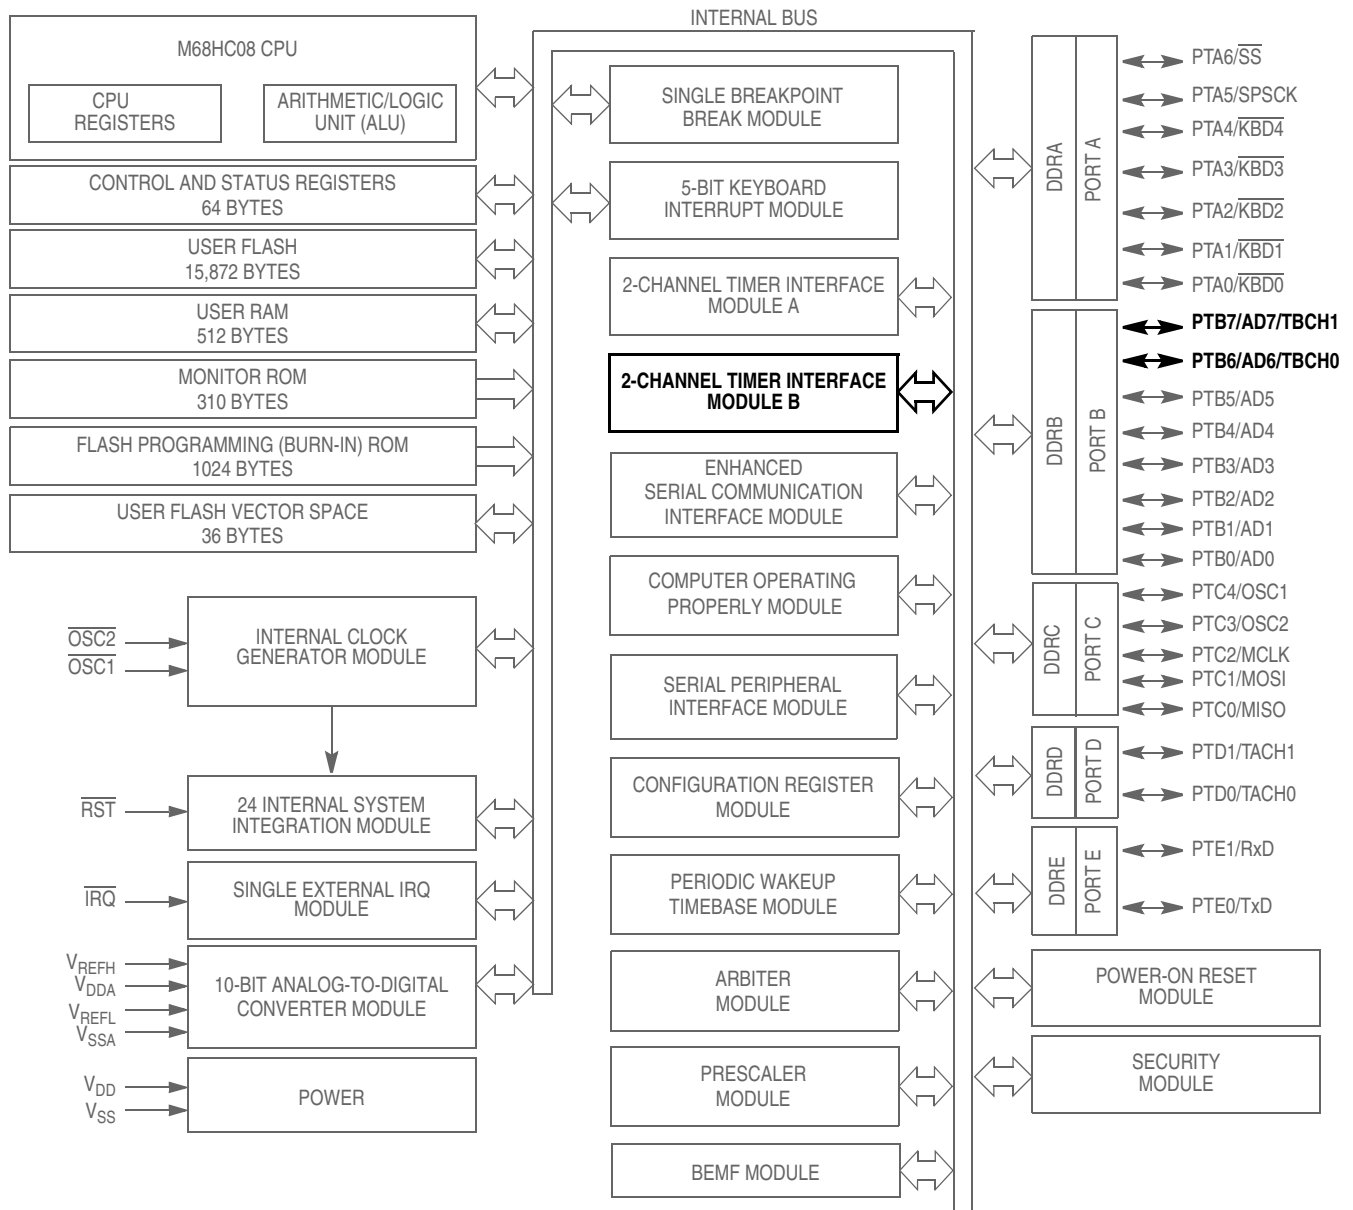 INTERNAL BUS
M68HC08 CPU
CPU
REGISTERS
ARITHMETIC/LOGIC
UNIT (ALU)
CONTROL AND STATUS REGISTERS
64 BYTES
USER FLASH
15,872 BYTES
USER RAM
512 BYTES
MONITOR ROM
310 BYTES
FLASH PROGRAMMING (BURN-IN) ROM
1024 BYTES
USER FLASH VECTOR SPACE
36 BYTES
OSC2
OSC1
INTERNAL CLOCK
GENERATOR MODULE
RST
24 INTERNAL SYSTEM
INTEGRATION MODULE
IRQ
SINGLE EXTERNAL IRQ
MODULE
VREFH
VDDA
VREFL
VSSA
10-BIT ANALOG-TO-DIGITAL
CONVERTER MODULE
VDD
VSS
POWER
SINGLE BREAKPOINT
BREAK MODULE
5-BIT KEYBOARD
INTERRUPT MODULE
2-CHANNEL TIMER INTERFACE
MODULE A
2-CHANNEL TIMER INTERFACE
MODULE B
ENHANCED
SERIAL COMMUNICATION
INTERFACE MODULE
COMPUTER OPERATING
PROPERLY MODULE
SERIAL PERIPHERAL
INTERFACE MODULE
CONFIGURATION REGISTER
MODULE
PERIODIC WAKEUP
TIMEBASE MODULE
ARBITER
MODULE
PRESCALER
MODULE
BEMF MODULE
DDRA
PORT A
PTA6/SS
PTA5/SPSCK
PTA4/KBD4
PTA3/KBD3
PTA2/KBD2
PTA1/KBD1
PTA0/KBD0
DDRB
PORT B
PTB7/AD7/TBCH1
PTB6/AD6/TBCH0
PTB5/AD5
PTB4/AD4
PTB3/AD3
PTB2/AD2
PTB1/AD1
PTB0/AD0
DDRC
PORT C
PTC4/OSC1
PTC3/OSC2
PTC2/MCLK
PTC1/MOSI
PTC0/MISO
DDRD
PORT D
PTD1/TACH1
PTD0/TACH0
DDRE
PORT E
PTE1/RxD
PTE0/TxD
POWER-ON RESET
MODULE
SECURITY
MODULE